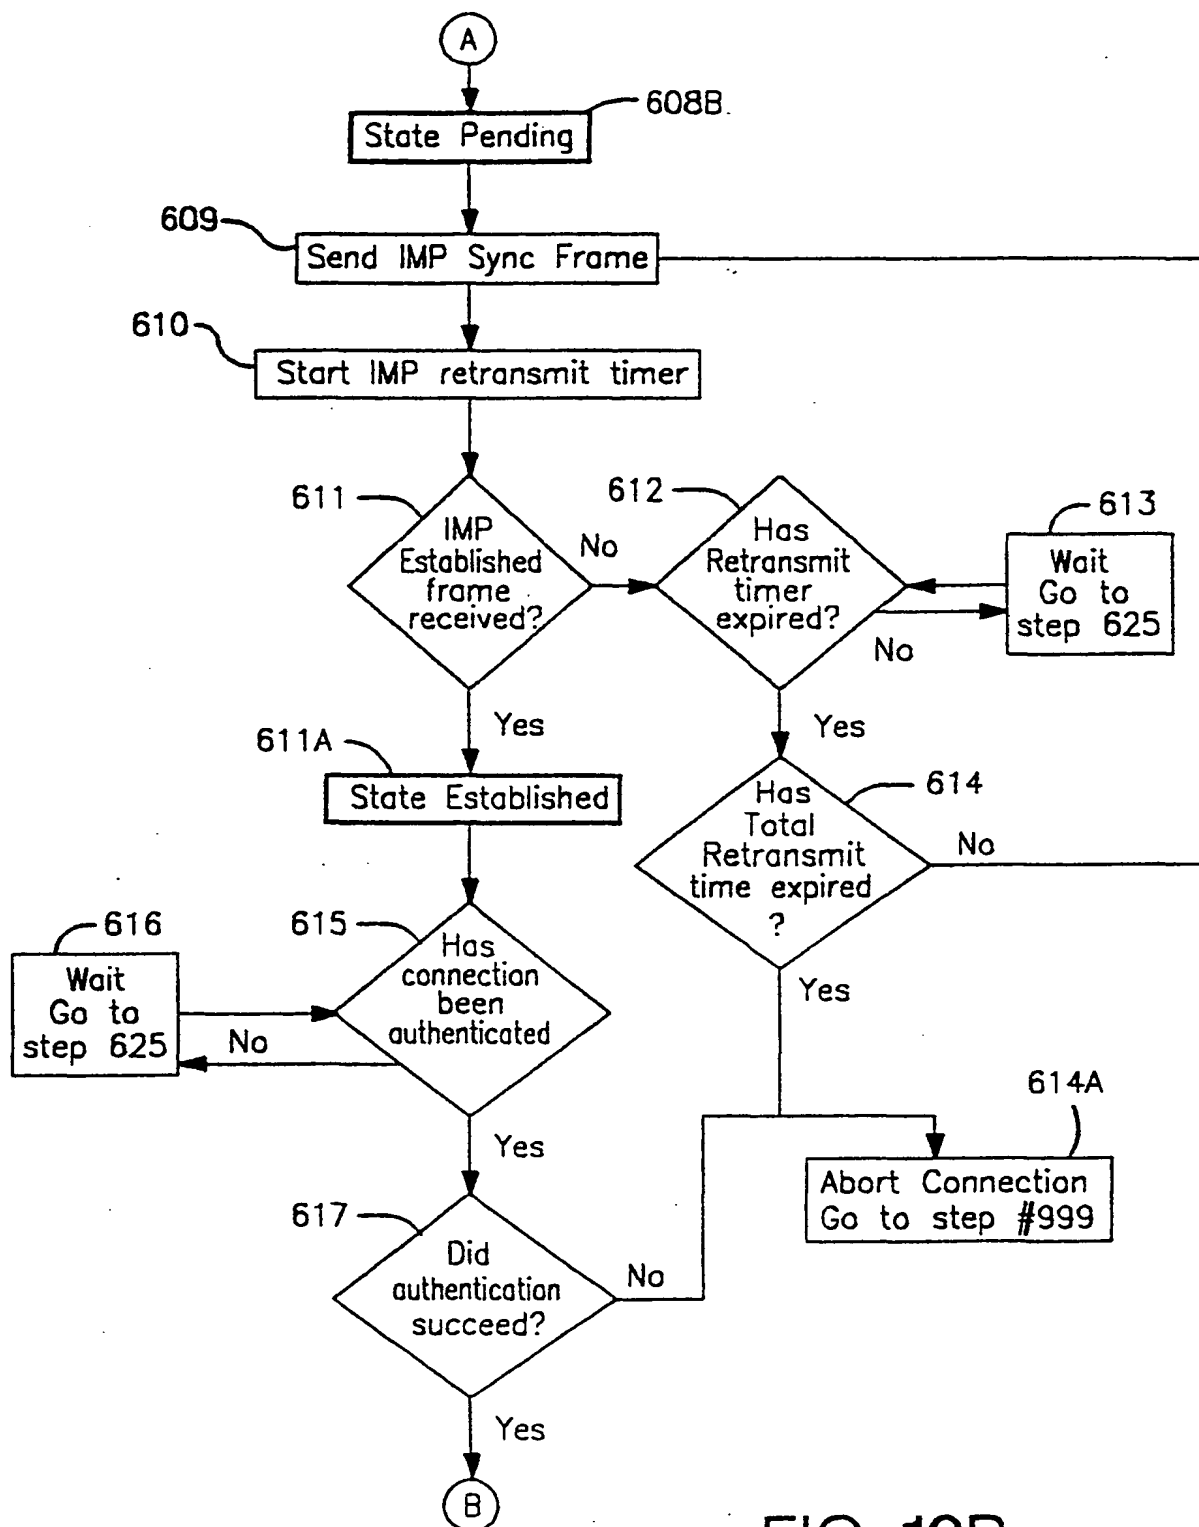 A
608B
State Pending
609
Send IMP Sync Frame
610
Start IMP retransmit timer
611
IMP
Established
frame
received?
No
612
Has
Retransmit
timer
expired?
613
Wait
Go to
step 625
No
Yes
Yes
611A
State Established
614
Has
Total
Retransmit
time expired
?
No
616
Wait
Go to
step 625
615
Has
connection
been
authenticated
No
Yes
Yes
614A
Abort Connection
Go to step #999
617
Did
authentication
succeed?
No
Yes
B